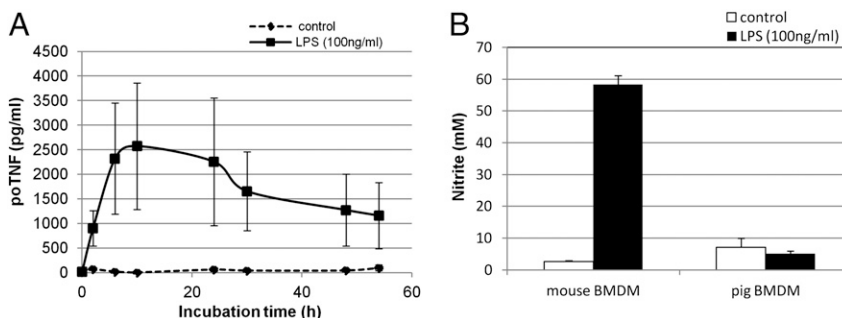 A
control
LPS (100ng/ml)
poTNF (pg/ml)
4500
4000
3500
3000
2500
2000
1500
1000
500
0
0 20 40 60
Incubation time (h)
B
control
LPS (100ng/ml)
Nitrite (mM)
70
60
50
40
30
20
10
0
mouse BMDM pig BMDM